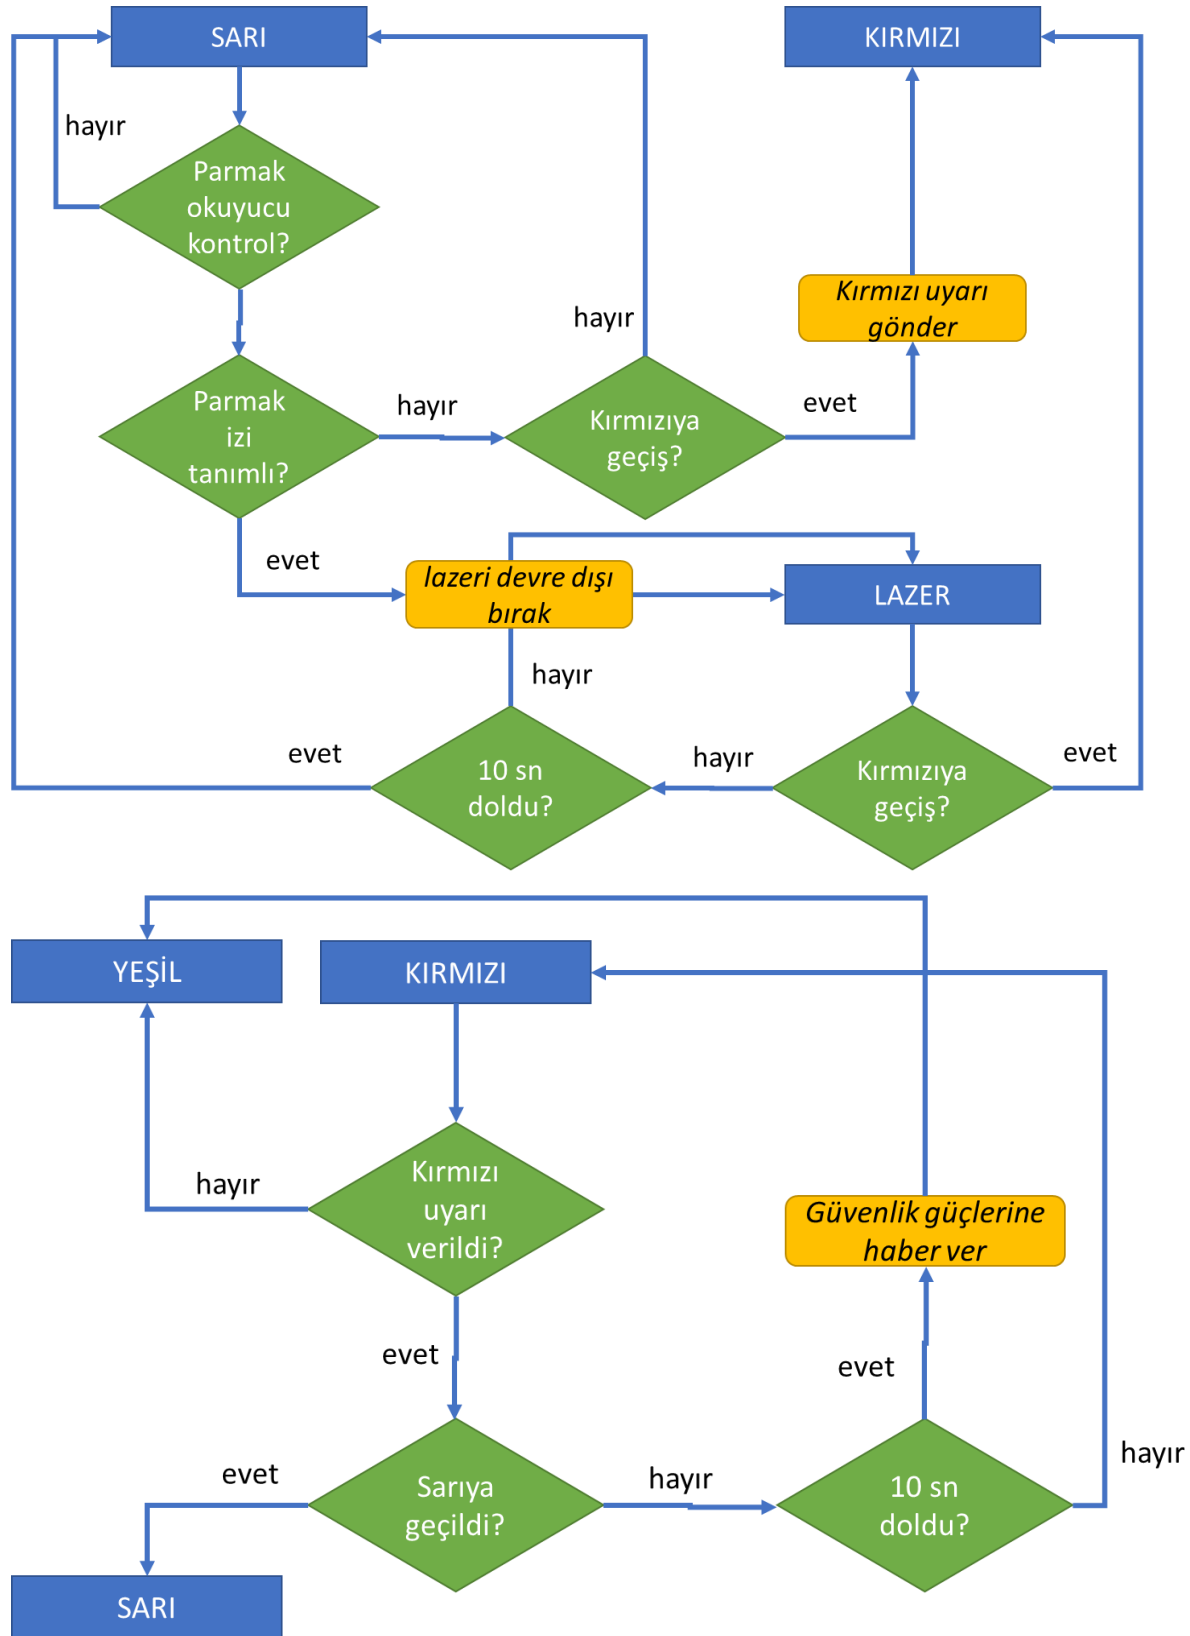 SARI
KIRMIZI
hayır
Parmak
okuyucu
kontrol?
Kırmızı uyarı
gönder
hayır
Parmak
izi
tanımlı?
hayır
Kırmızıya
geçiş?
evet
evet
lazeri devre dışı
bırak
LAZER
hayır
evet
10 sn
doldu?
hayır
Kırmızıya
geçiş?
evet
YEŞİL
KIRMIZI
hayır
Kırmızı
uyarı
verildi?
Güvenlik güçlerine
haber ver
evet
evet
evet
Sarıya
geçildi?
hayır
10 sn
doldu?
hayır
SARI